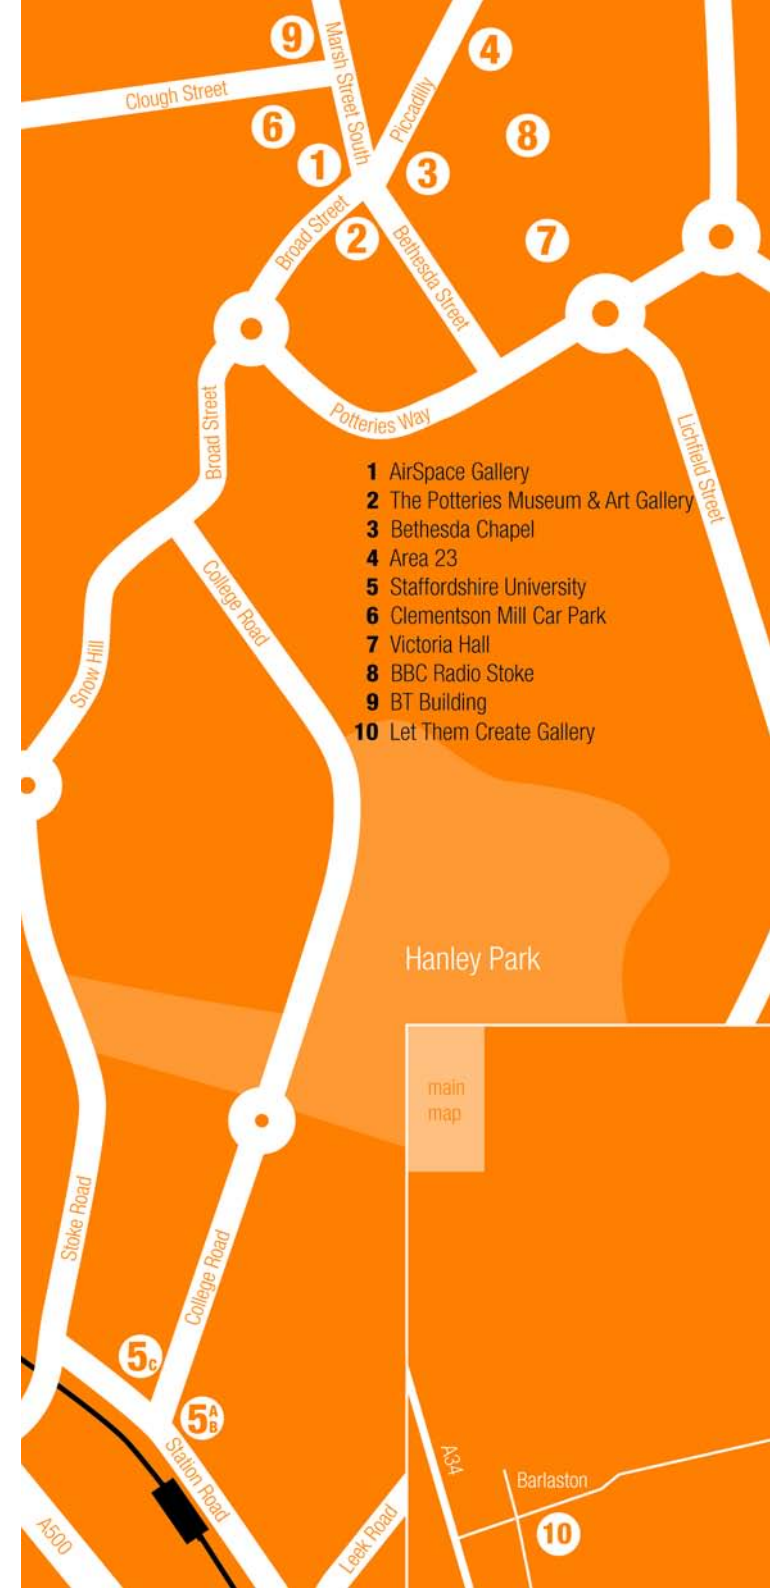 9
Marsh Street South
4
Clough Street
Piccadilly
6
8
1
3
Broad Street
2
Bethesda Street
7
Broad Street
Potteries Way
Lichfield Street
1 AirSpace Gallery
2 The Potteries Museum & Art Gallery
3 Bethesda Chapel
4 Area 23
5 Staffordshire University
6 Clementson Mill Car Park
7 Victoria Hall
8 BBC Radio Stoke
9 BT Building
10 Let Them Create Gallery
College Road
Snow Hill
Hanley Park
main
map
Stoke Road
College Road
5C
5A
B
Station Road
A34
Barlaston
10
A500
Leek Road